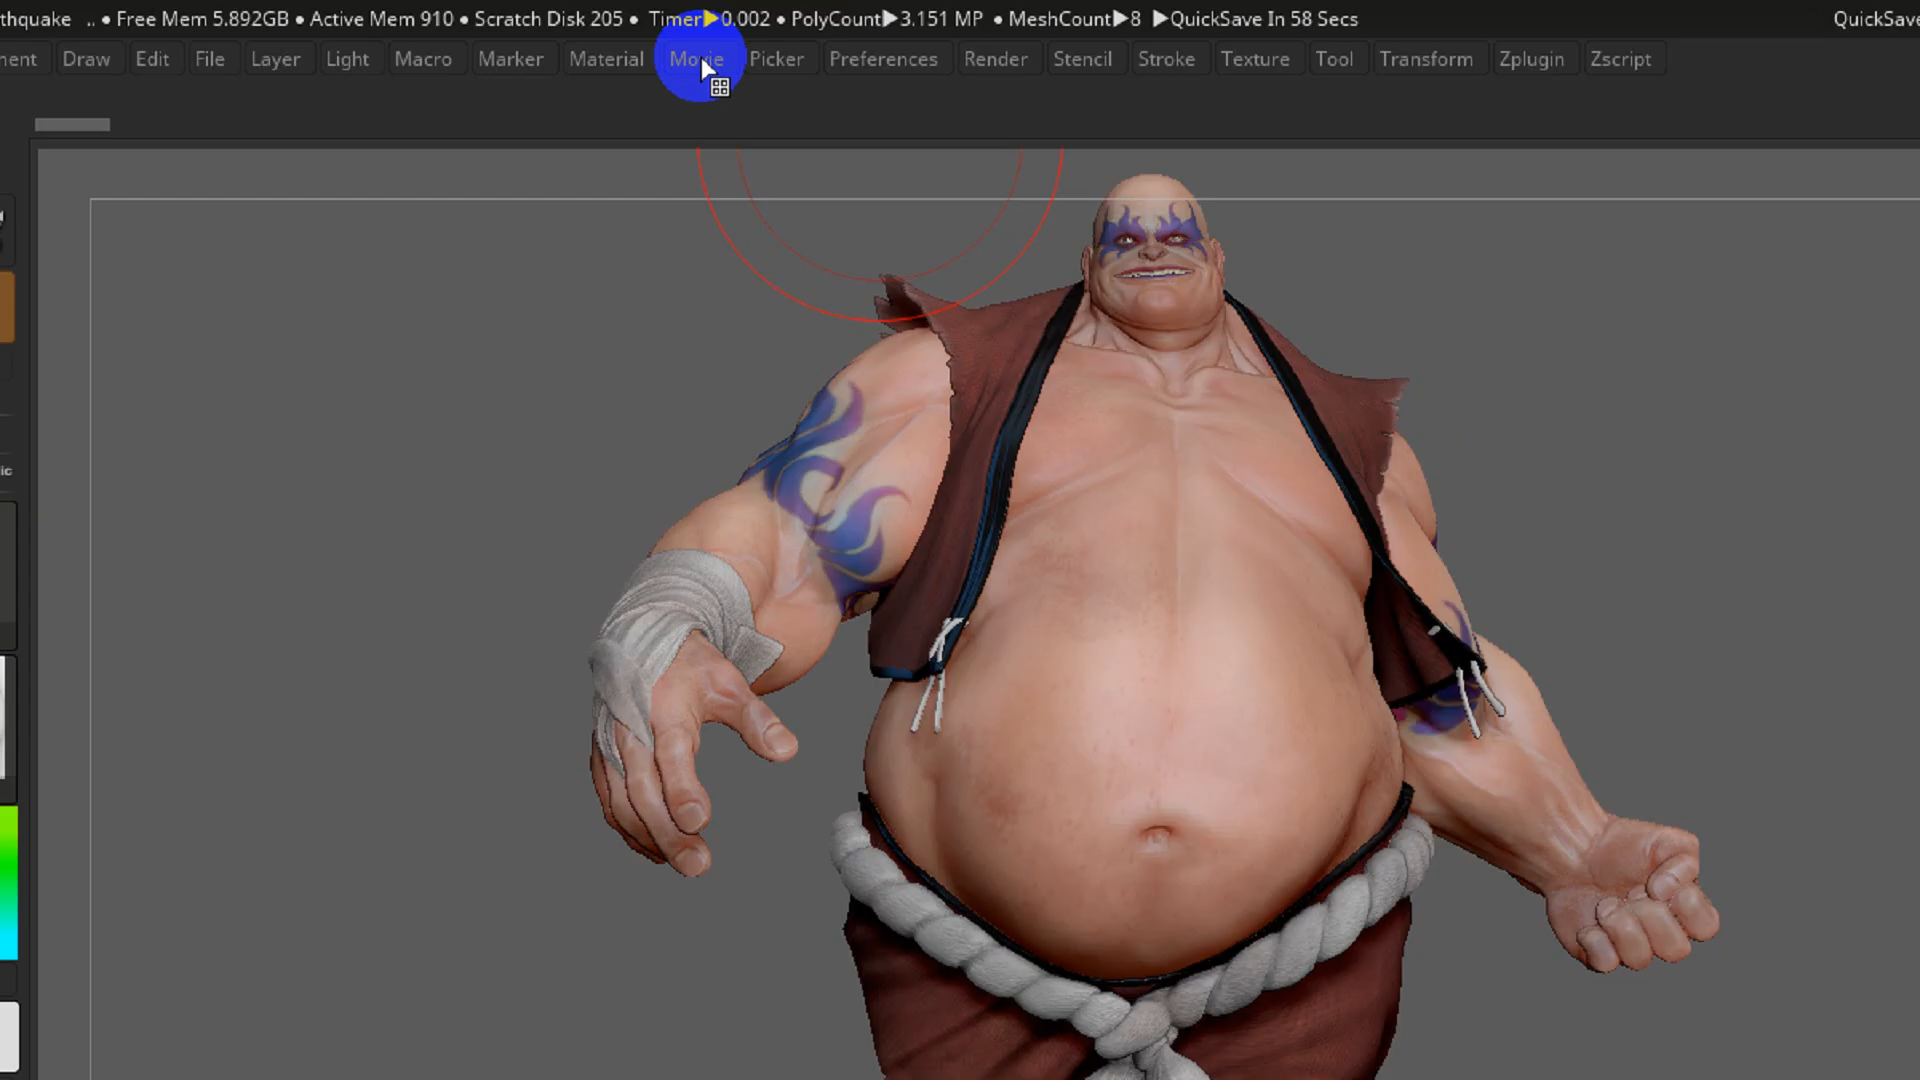 thquake .. • Free Mem 5.892GB • Active Mem 910 • Scratch Disk 205 • Timer▶0.002 • PolyCount▶3.151 MP • MeshCount▶8 ▶QuickSave In 58 Secs QuickSave
nent Draw Edit File Layer Light Macro Marker Material Movie Picker Preferences Render Stencil Stroke Texture Tool Transform Zplugin Zscript
ic